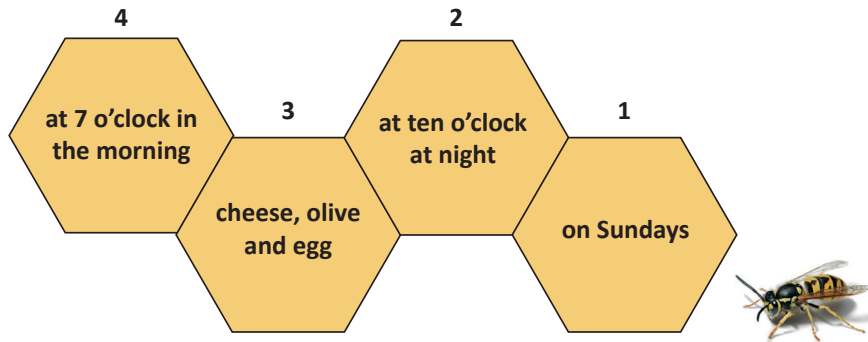 4
at 7 o’clock in
the morning
3
cheese, olive
and egg
2
at ten o’clock
at night
1
on Sundays